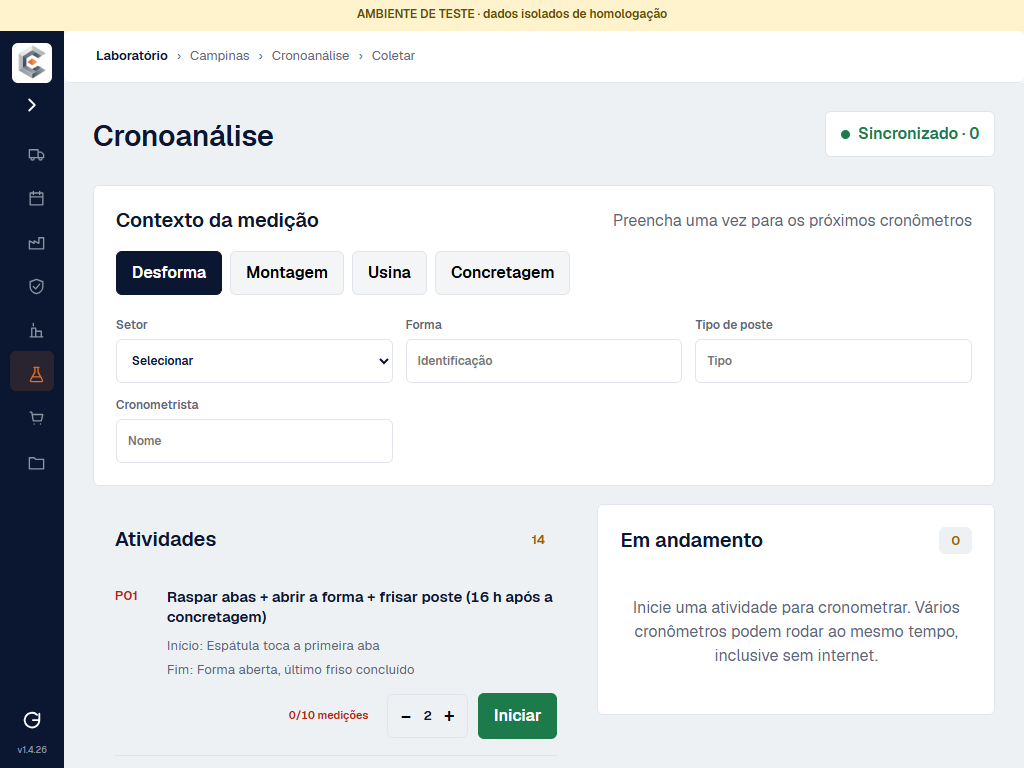 AMBIENTE DE TESTE · dados isolados de homologação
Laboratório › Campinas › Cronoanálise › Coletar
Cronoanálise
Sincronizado · 0
Contexto da medição
Preencha uma vez para os próximos cronômetros
Desforma Montagem Usina Concretagem
Setor Forma Tipo de poste
Selecionar Identificação Tipo
Cronometrista
Nome
Atividades 14
P01
Raspar abas + abrir a forma + frisar poste (16 h após a
concretagem)
Início: Espátula toca a primeira aba
Fim: Forma aberta, último friso concluído
0/10 medições − 2 + Iniciar
Em andamento 0
Inicie uma atividade para cronometrar. Vários
cronômetros podem rodar ao mesmo tempo,
inclusive sem internet.
v1.4.26